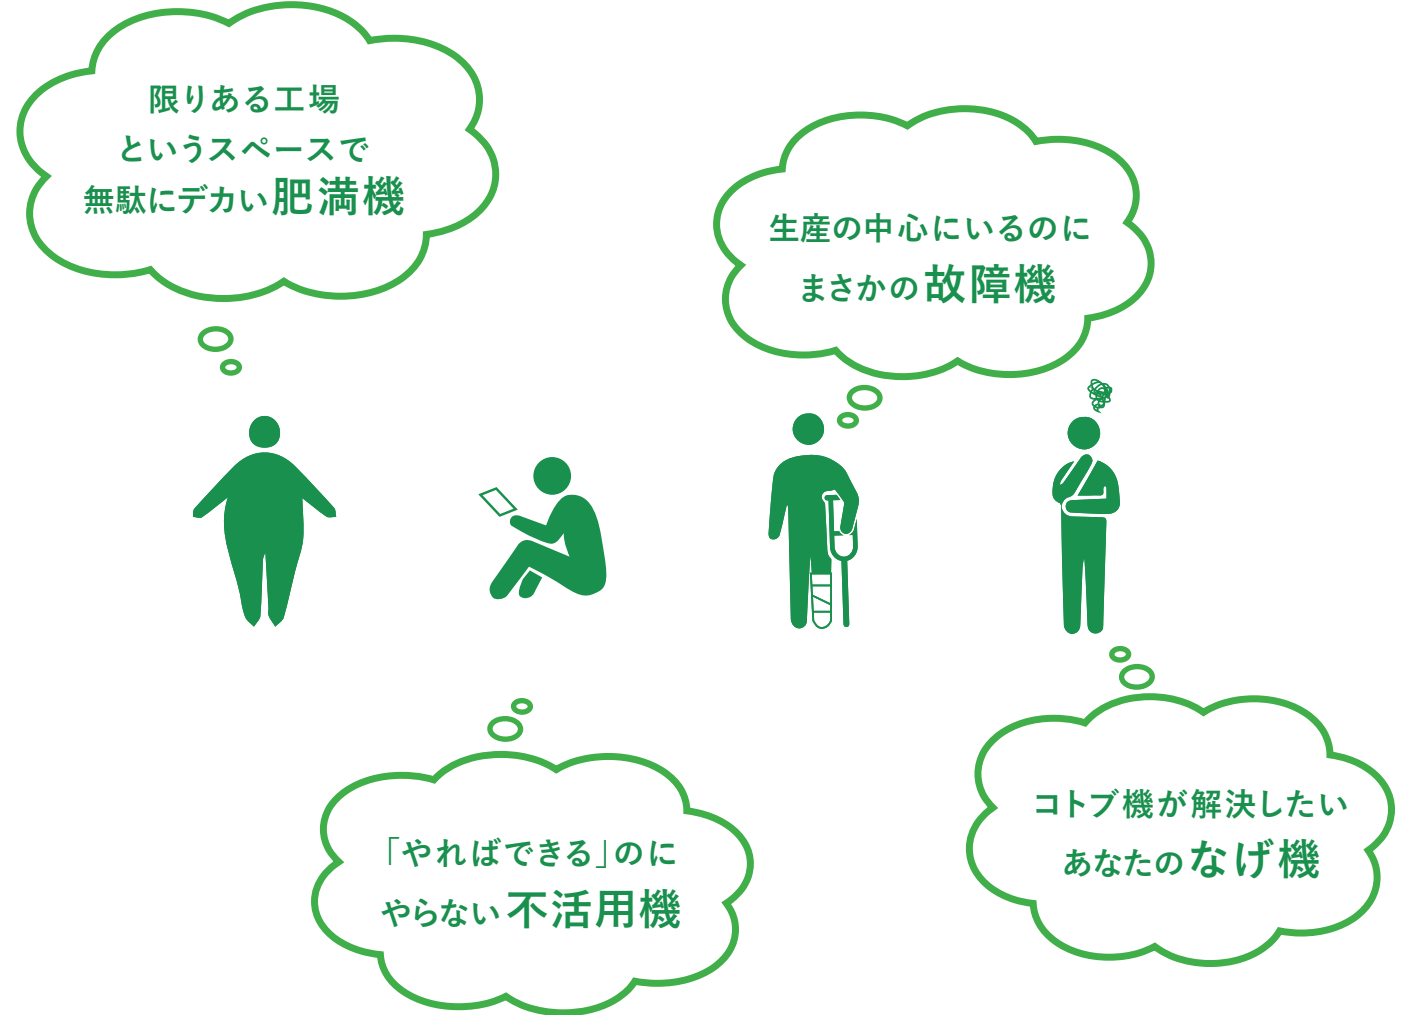 限りある工場
というスペースで
無駄にデカい肥満機
生産の中心にいるのに
まさかの故障機
「やればできる」のに
やらない不活用機
コトブ機が解決したい
あなたのなげ機